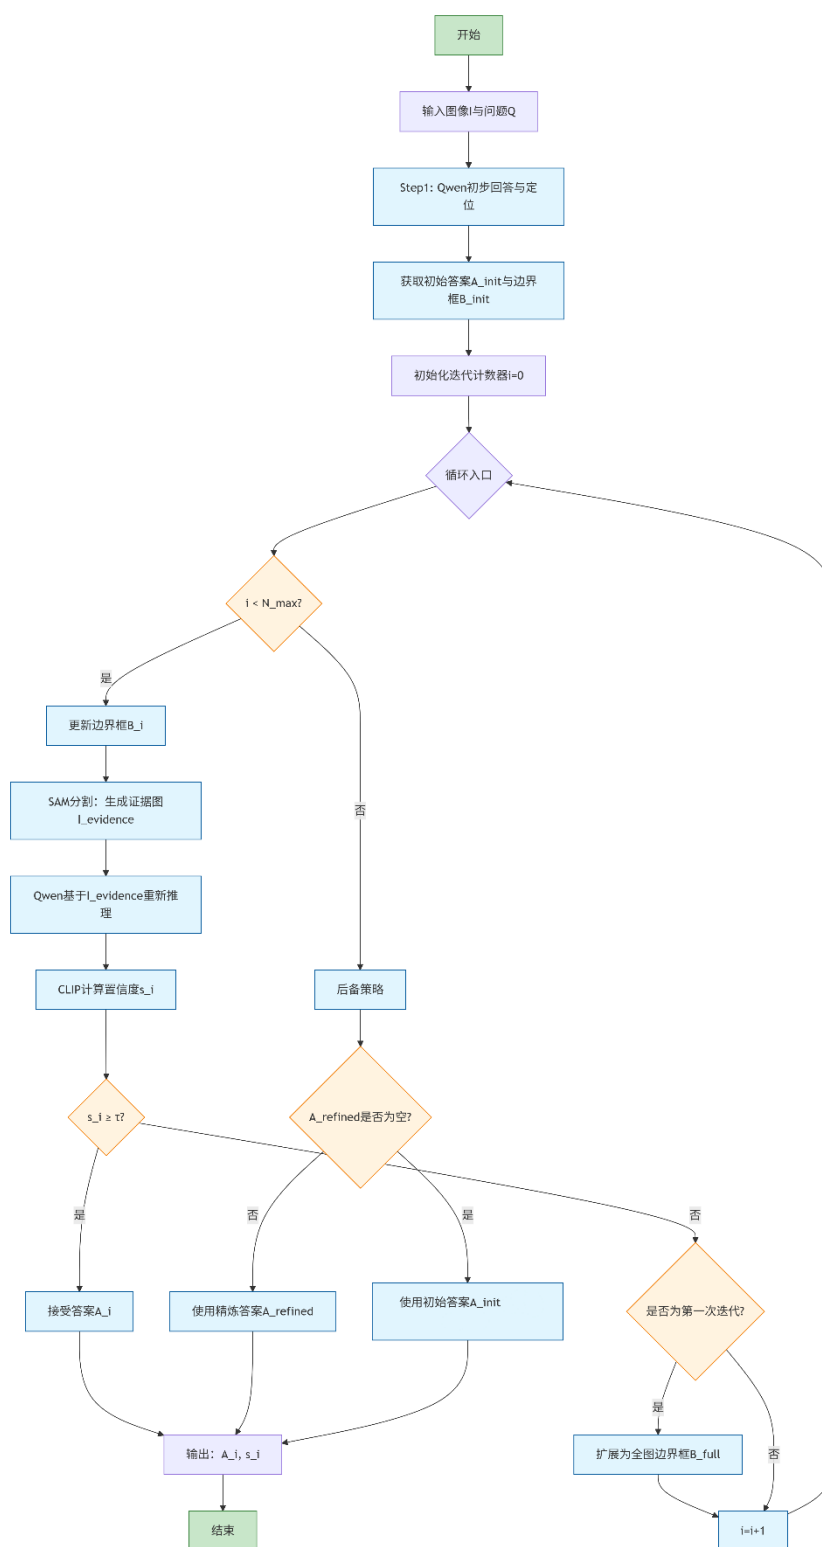 开始
输入图像I与问题Q
Step1: Qwen初步回答与定
位
获取初始答案A_init与边界
框B_init
初始化迭代计数器i=0
循环入口
i < N_max?
是
更新边界框B_i
SAM分割：生成证据图
I_evidence
否
Qwen基于I_evidence重新推
理
CLIP计算置信度s_i
后备策略
s_i ≥ τ?
A_refined是否为空?
是
否
是
否
接受答案A_i
使用精炼答案A_refined
使用初始答案A_init
是否为第一次迭代?
是
否
输出：A_i, s_i
扩展为全图边界框B_full
结束
i=i+1